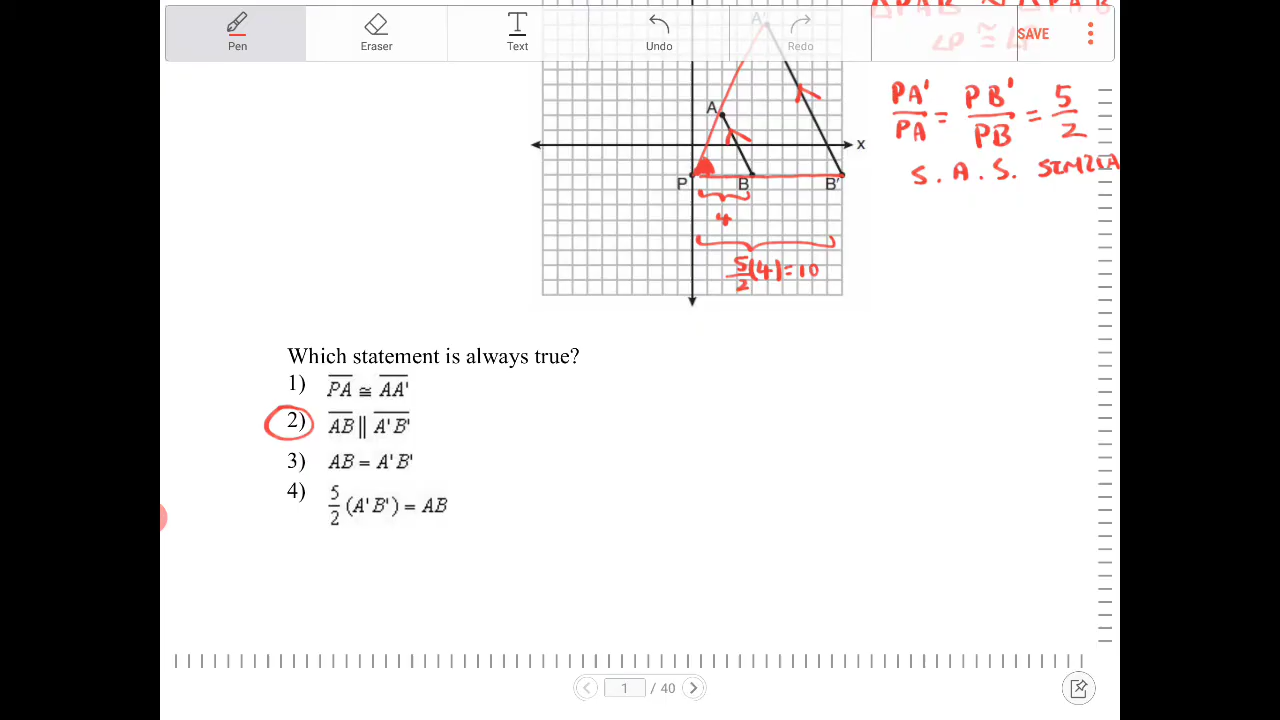 Pen Eraser Text Undo Redo SAVE
A'
∠P ≅ ∠P
PA'/PA = PB'/PB = 5/2
S.A.S.
A
x
P B B'
4
5/2(4)=10
Which statement is always true?
1) PA ≅ AA'
2) AB || A'B'
3) AB = A'B'
4) 5/2 (A'B') = AB
1 / 40